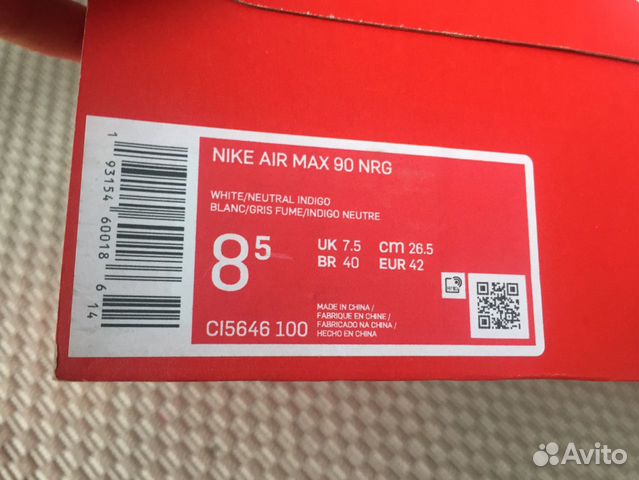 NIKE AIR MAX 90 NRG
WHITE/NEUTRAL INDIGO
BLANC/GRIS FUME/INDIGO NEUTRE
8⁵
UK 7.5 cm 26.5
BR 40 EUR 42
CI5646 100
MADE IN CHINA /
FABRIQUE EN CHINE /
FABRICADO NA CHINA /
HECHO EN CHINA
1 93154 60018 6 14
Avito